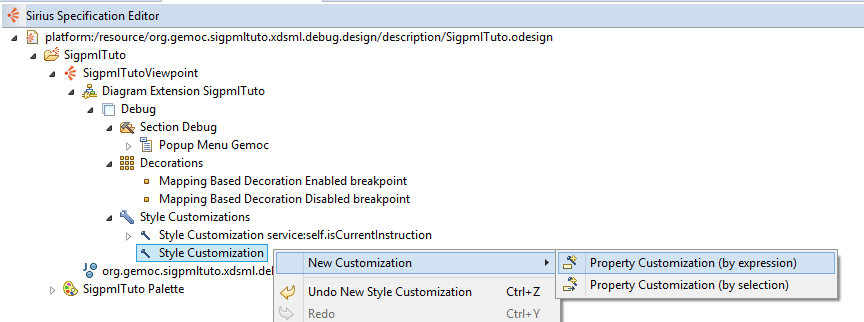 Sirius Specification Editor
platform:/resource/org.gemoc.sigpmltuto.xdsml.debug.design/description/SigpmlTuto.odesign
SigpmlTuto
SigpmlTutoViewpoint
Diagram Extension SigpmlTuto
Debug
Section Debug
Popup Menu Gemoc
Decorations
Mapping Based Decoration Enabled breakpoint
Mapping Based Decoration Disabled breakpoint
Style Customizations
Style Customization service:self.isCurrentInstruction
Style Customization
New Customization
Property Customization (by expression)
org.gemoc.sigpmltuto.xdsml.de
Property Customization (by selection)
Undo New Style Customization Ctrl+Z
SigpmlTuto Palette
Redo Ctrl+Y